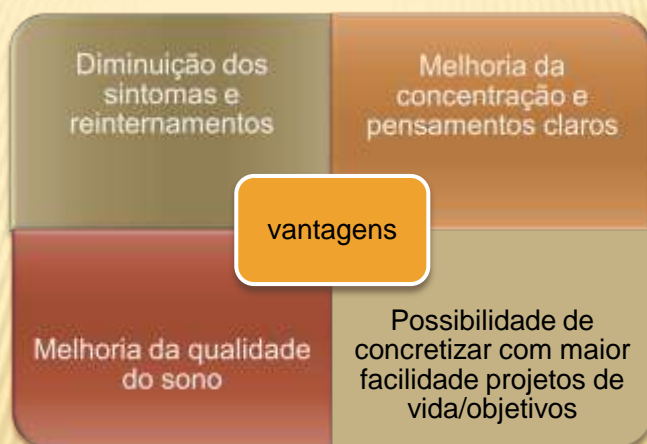 Diminuição dos
sintomas e
reinternamentos
Melhoria da
concentração e
pensamentos claros
vantagens
Melhoria da qualidade
do sono
Possibilidade de
concretizar com maior
facilidade projetos de
vida/objetivos